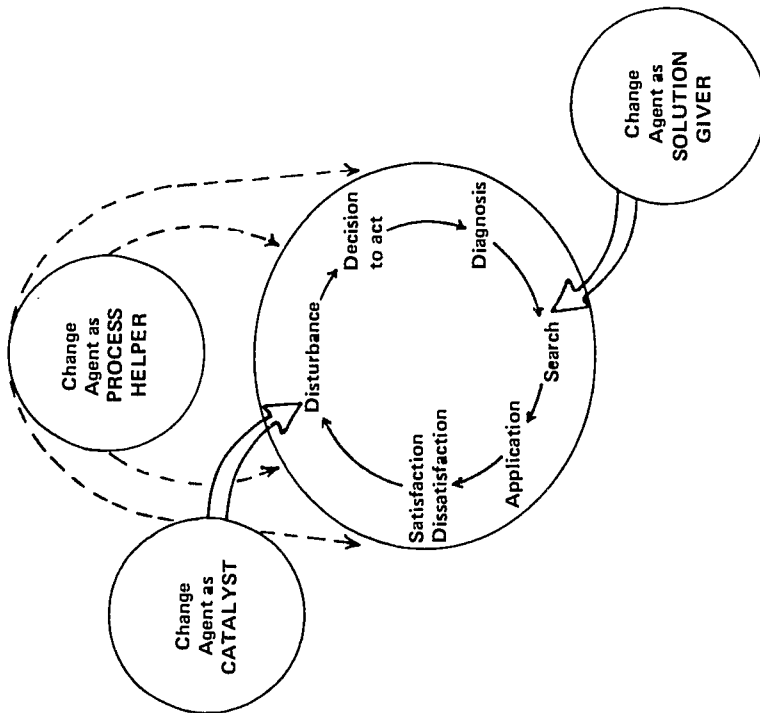 Change
Agent as
PROCESS
HELPER
Change
Agent as
CATALYST
Change
Agent as
SOLUTION
GIVER
Disturbance
Decision
to act
Diagnosis
Search
Application
Satisfaction
Dissatisfaction